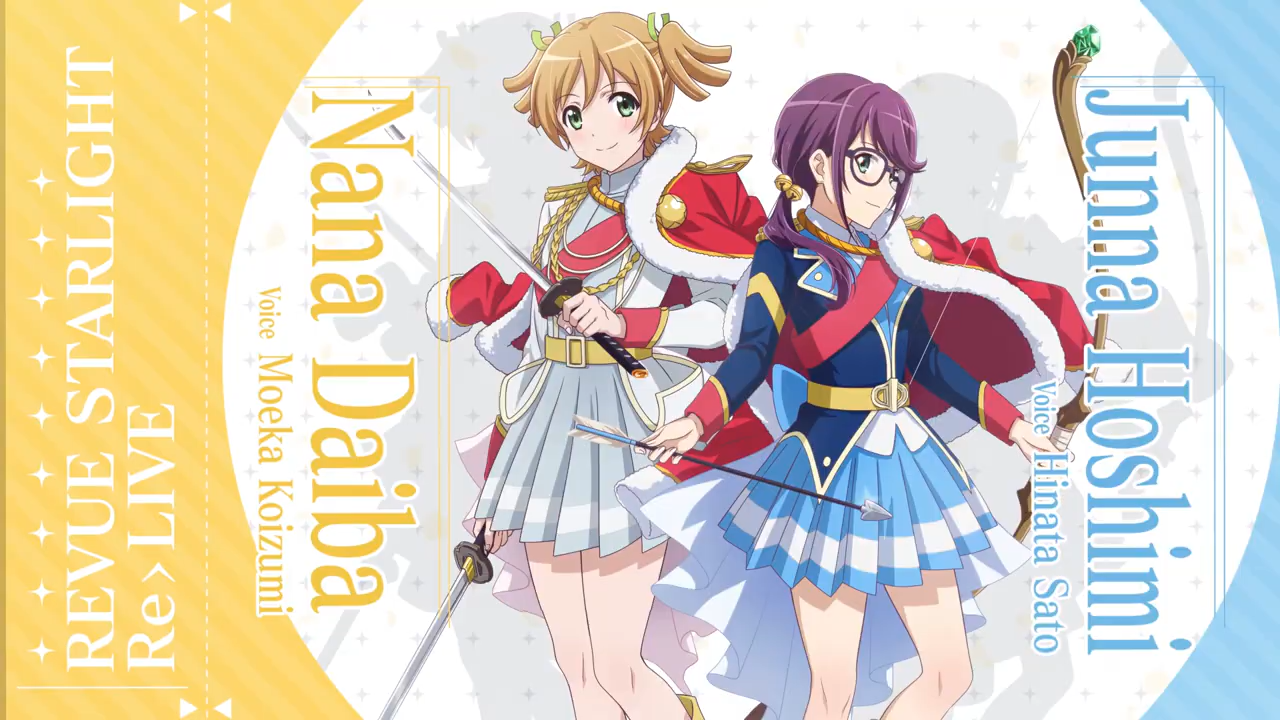 REVUE STARLIGHT
Re>LIVE
Nana Daiba
Voice Moeka Koizumi
Junna Hoshimi
Voice Hinata Sato